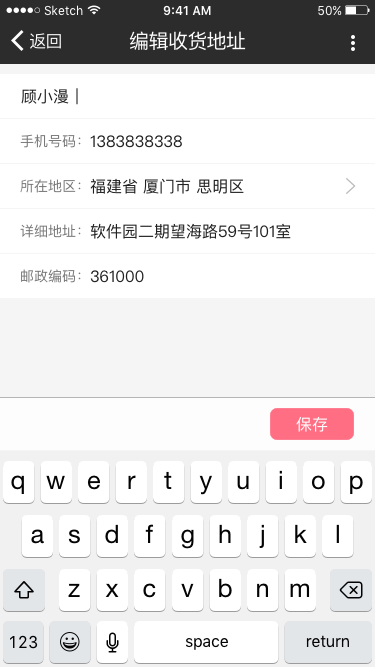 Sketch 9:41 AM 50%
返回 编辑收货地址
顾小漫
手机号码：1383838338
所在地区：福建省 厦门市 思明区
详细地址：软件园二期望海路59号101室
邮政编码：361000
保存
q w e r t y u i o p
a s d f g h j k l
z x c v b n m
123 space return